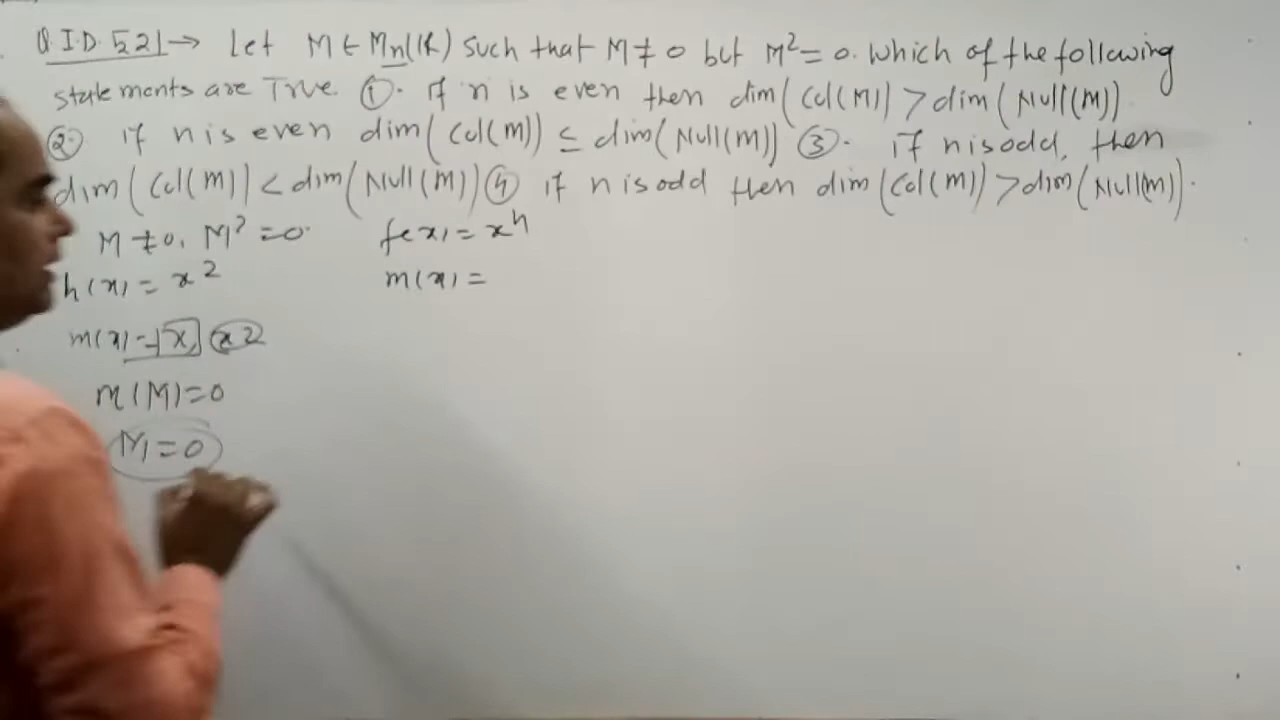 Q.I.D. 521→ Let M ∈ Mn(R) such that M ≠ 0 but M² = 0. Which of the following
statements are True. ①. If n is even then dim(Col(M)) > dim(Null(M))
②. if n is even dim(Col(M)) ≤ dim(Null(M)) ③. if n is odd, then
dim(Col(M)) < dim(Null(M)) ④ if n is odd then dim(Col(M)) > dim(Null(M)).
M ≠ 0, M² = 0. f(x) = xⁿ
h(x) = x² m(x) =
m(x) = x, x²
m(M) = 0
M = 0